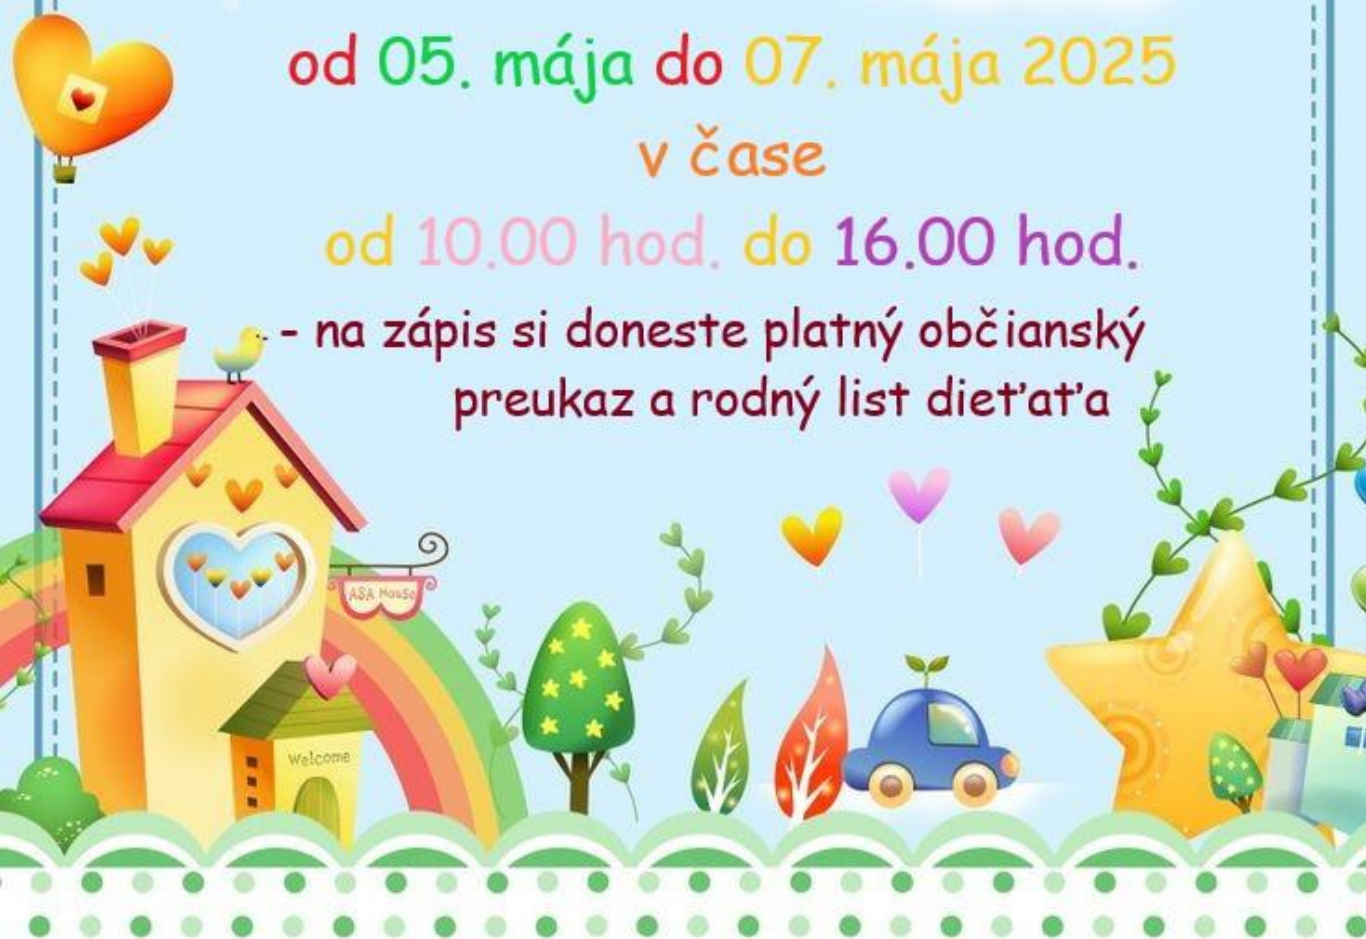 od 05. mája do 07. mája 2025
v čase
od 10.00 hod. do 16.00 hod.
- na zápis si doneste platný občiansky
preukaz a rodný list dieťaťa
ASA House
Welcome